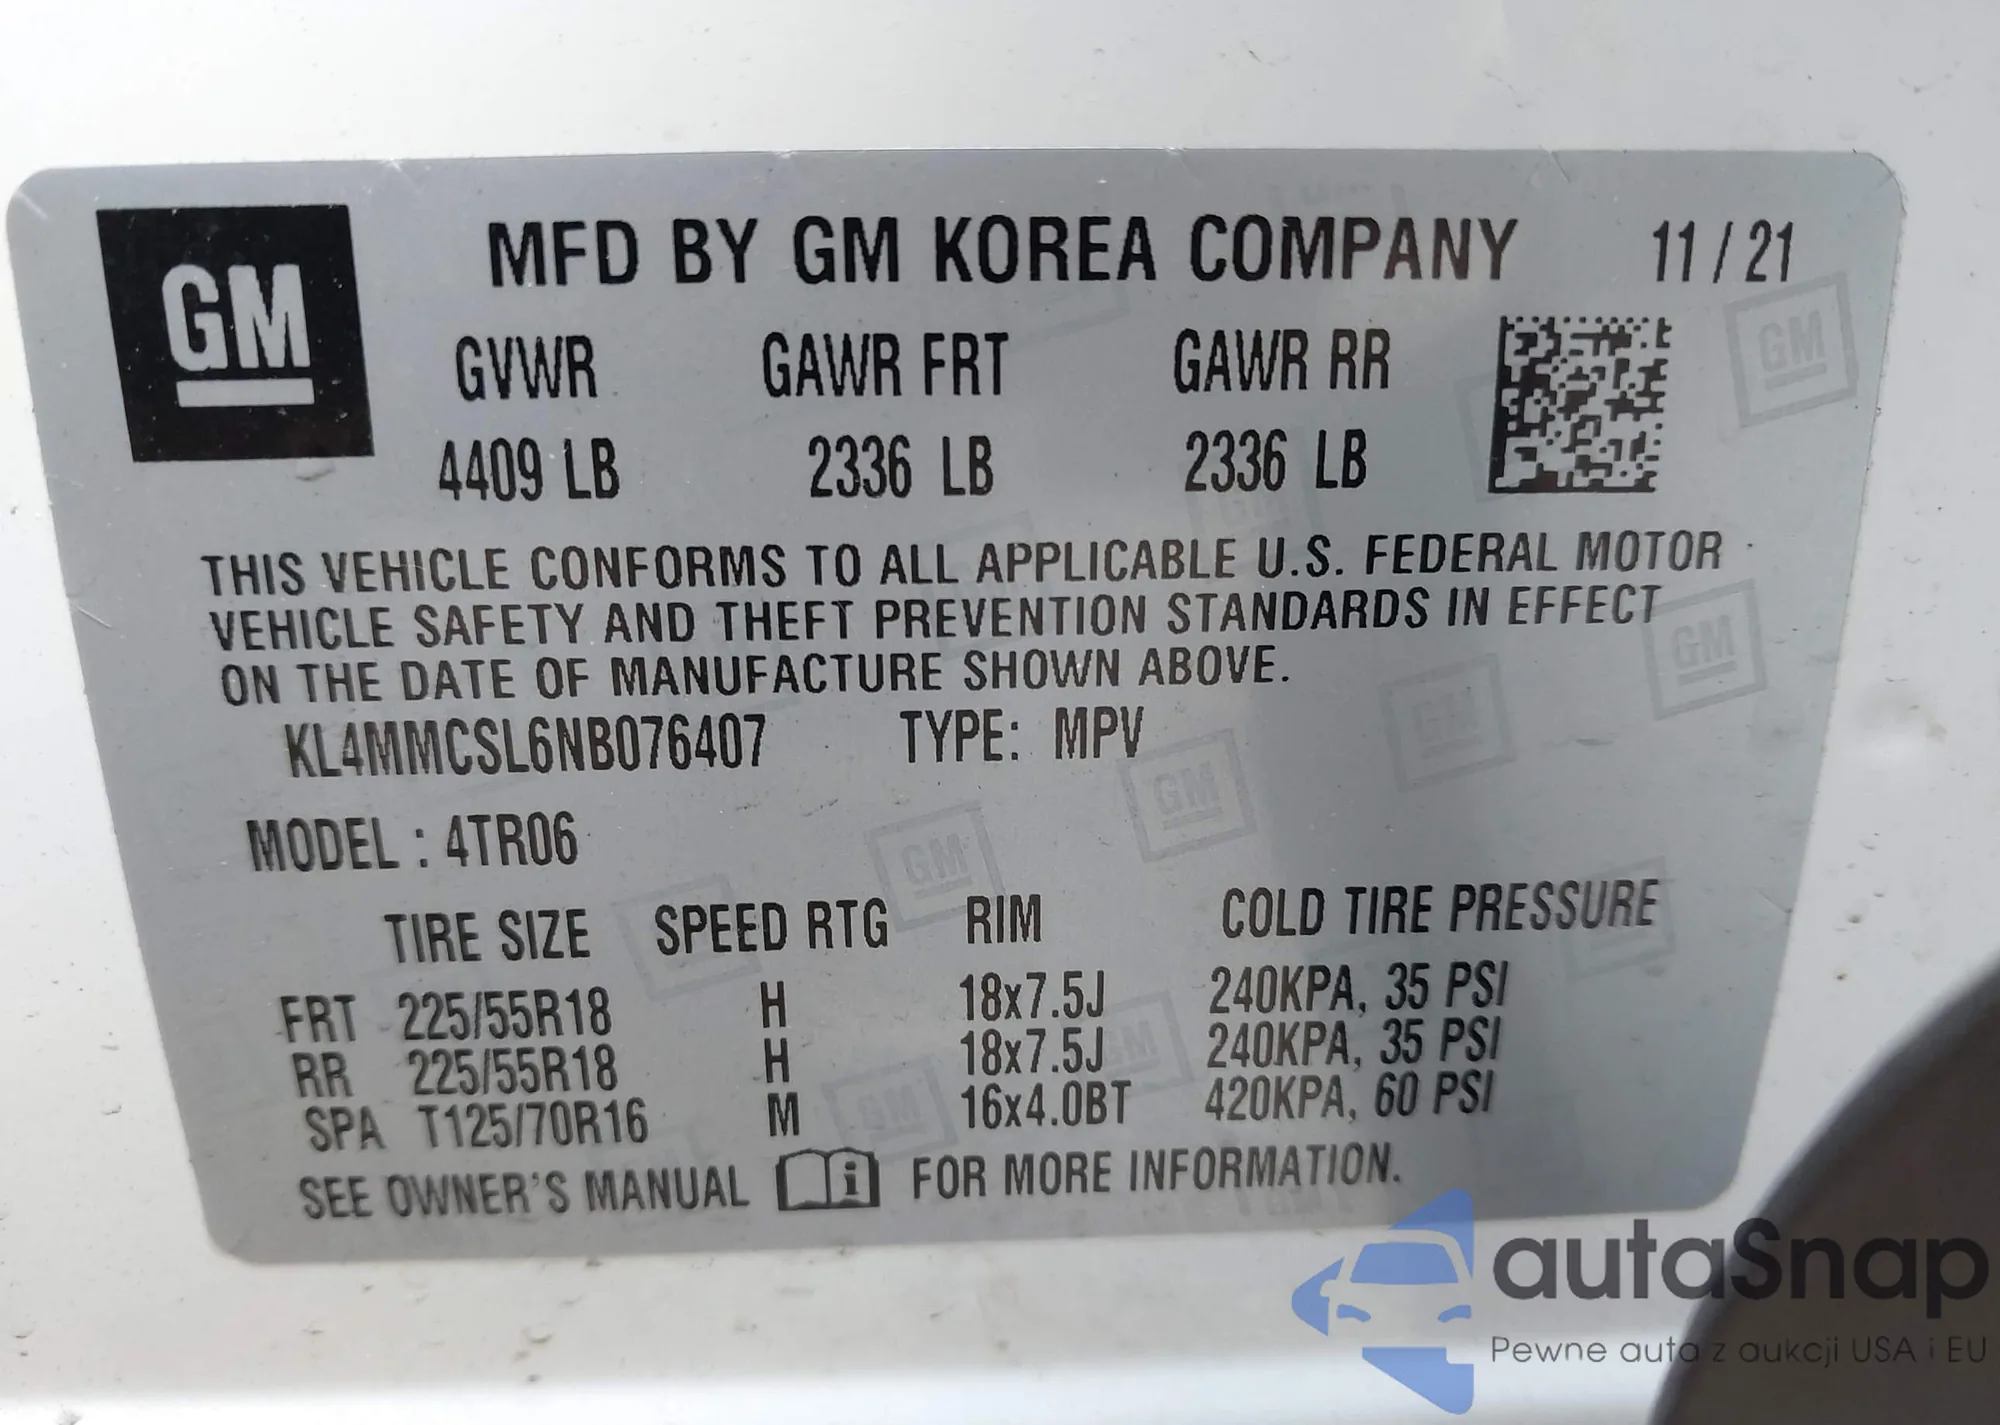 GM
MFD BY GM KOREA COMPANY 11/21
GVWR GAWR FRT GAWR RR
4409 LB 2336 LB 2336 LB
THIS VEHICLE CONFORMS TO ALL APPLICABLE U.S. FEDERAL MOTOR
VEHICLE SAFETY AND THEFT PREVENTION STANDARDS IN EFFECT
ON THE DATE OF MANUFACTURE SHOWN ABOVE.
KL4MMCSL6NB076407 TYPE: MPV
MODEL : 4TR06
TIRE SIZE SPEED RTG RIM COLD TIRE PRESSURE
FRT 225/55R18 H 18x7.5J 240KPA, 35 PSI
RR 225/55R18 H 18x7.5J 240KPA, 35 PSI
SPA T125/70R16 M 16x4.0BT 420KPA, 60 PSI
SEE OWNER'S MANUAL i FOR MORE INFORMATION.
autaSnap
Pewne auta z aukcji USA i EU